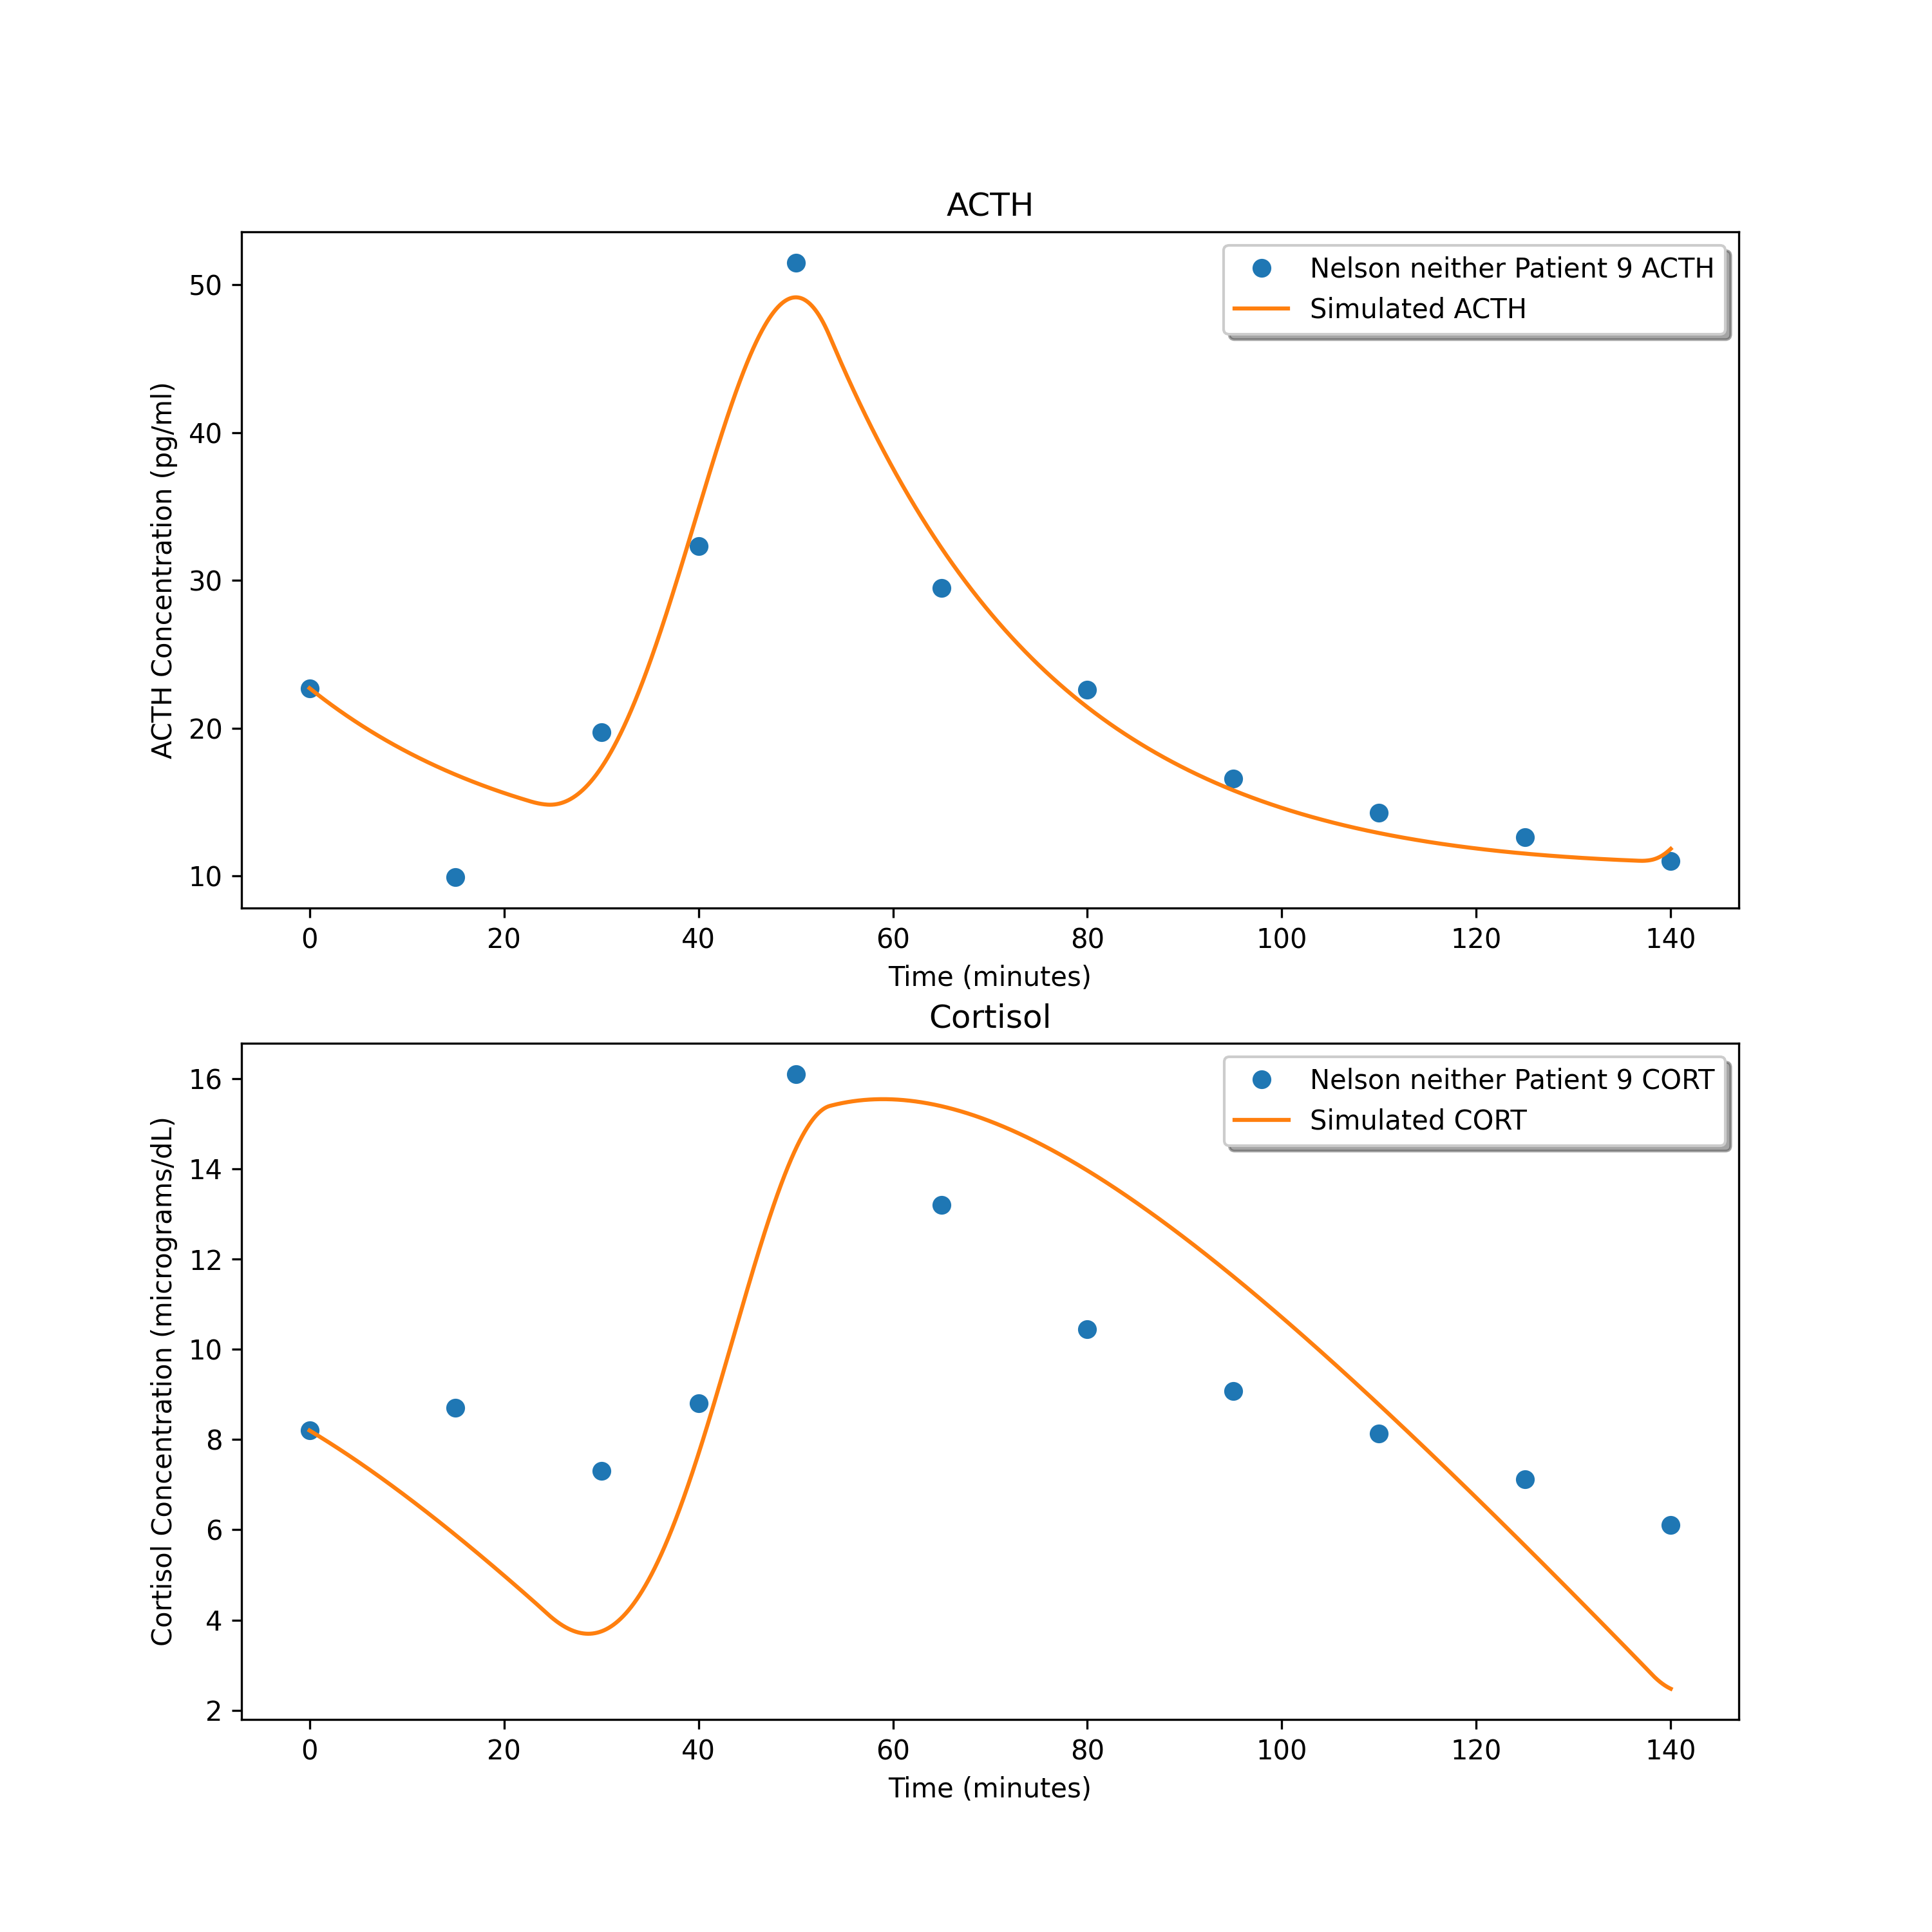 ACTH
Nelson neither Patient 9 ACTH
Simulated ACTH
ACTH Concentration (pg/ml)
50
40
30
20
10
0 20 40 60 80 100 120 140
Time (minutes)
Cortisol
Nelson neither Patient 9 CORT
Simulated CORT
Cortisol Concentration (micrograms/dL)
16
14
12
10
8
6
4
2
0 20 40 60 80 100 120 140
Time (minutes)